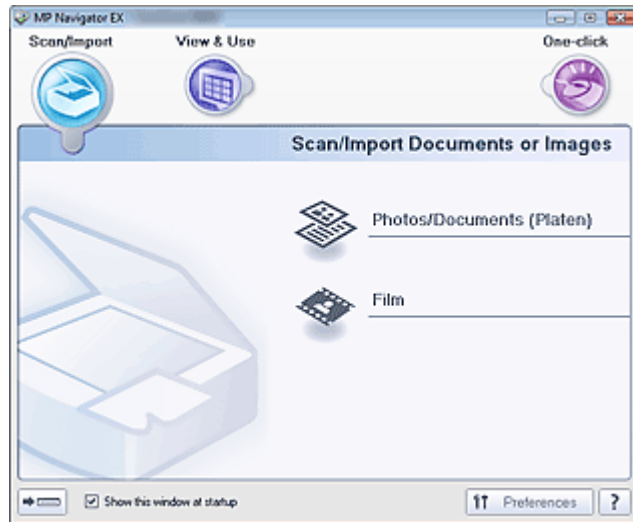 MP Navigator EX
Scan/Import View & Use One-click
Scan/Import Documents or Images
Photos/Documents (Platen)
Film
Show this window at startup
Preferences ?